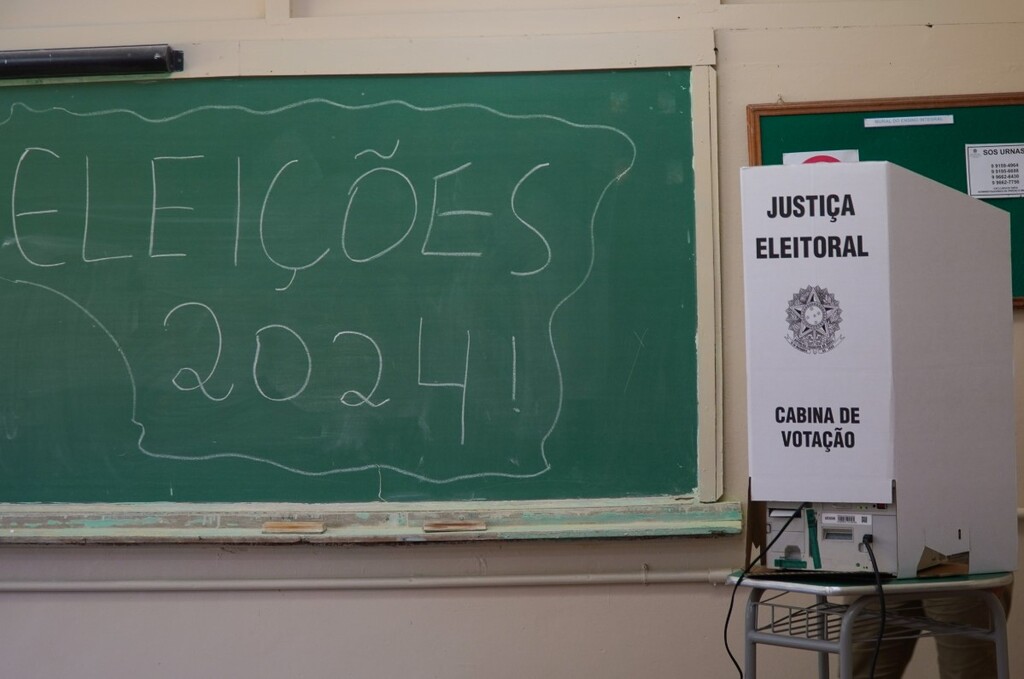 ELEIÇÕES
2024!
JUSTIÇA
ELEITORAL
CABINA DE
VOTAÇÃO
SOS URNAS